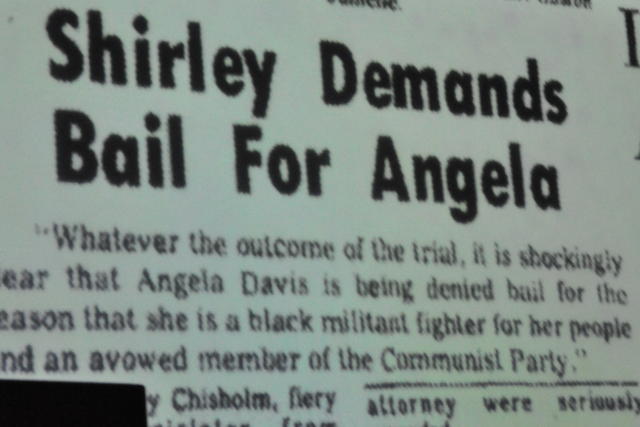 Shirley Demands
Bail For Angela
"Whatever the outcome of the trial, it is shockingly
ear that Angela Davis is being denied bail for the
eason that she is a black militant fighter for her people
nd an avowed member of the Communist Party."
y Chisholm, fiery
attorney were seriously
from